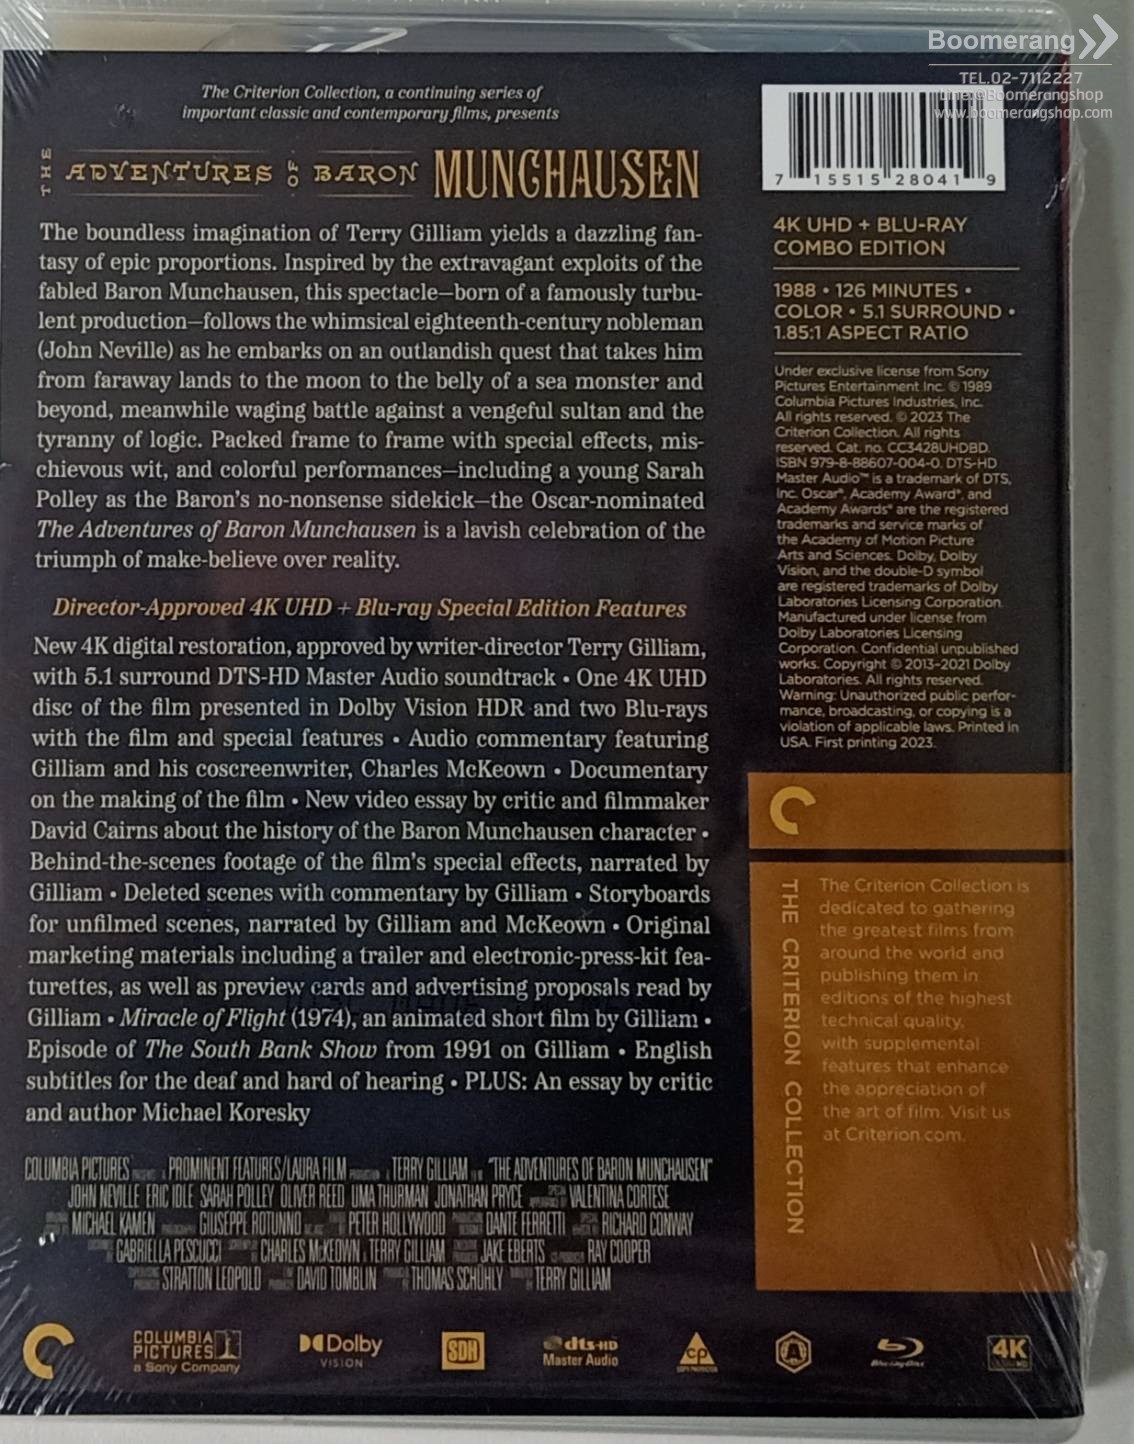 Boomerang
TEL.02-7112227
Line:@Boomerangshop
www.boomerangshop.com
The Criterion Collection, a continuing series of
important classic and contemporary films, presents
THE ADVENTURES OF BARON MUNCHAUSEN
The boundless imagination of Terry Gilliam yields a dazzling fan-
tasy of epic proportions. Inspired by the extravagant exploits of the
fabled Baron Munchausen, this spectacle—born of a famously turbu-
lent production—follows the whimsical eighteenth-century nobleman
(John Neville) as he embarks on an outlandish quest that takes him
from faraway lands to the moon to the belly of a sea monster and
beyond, meanwhile waging battle against a vengeful sultan and the
tyranny of logic. Packed frame to frame with special effects, mis-
chievous wit, and colorful performances—including a young Sarah
Polley as the Baron's no-nonsense sidekick—the Oscar-nominated
The Adventures of Baron Munchausen is a lavish celebration of the
triumph of make-believe over reality.
Director-Approved 4K UHD + Blu-ray Special Edition Features
New 4K digital restoration, approved by writer-director Terry Gilliam,
with 5.1 surround DTS-HD Master Audio soundtrack • One 4K UHD
disc of the film presented in Dolby Vision HDR and two Blu-rays
with the film and special features • Audio commentary featuring
Gilliam and his coscreenwriter, Charles McKeown • Documentary
on the making of the film • New video essay by critic and filmmaker
David Cairns about the history of the Baron Munchausen character •
Behind-the-scenes footage of the film's special effects, narrated by
Gilliam • Deleted scenes with commentary by Gilliam • Storyboards
for unfilmed scenes, narrated by Gilliam and McKeown • Original
marketing materials including a trailer and electronic-press-kit fea-
turettes, as well as preview cards and advertising proposals read by
Gilliam • Miracle of Flight (1974), an animated short film by Gilliam •
Episode of The South Bank Show from 1991 on Gilliam • English
subtitles for the deaf and hard of hearing • PLUS: An essay by critic
and author Michael Koresky
COLUMBIA PICTURES A PROMINENT FEATURES/LAURA FILM A TERRY GILLIAM "THE ADVENTURES OF BARON MUNCHAUSEN"
JOHN NEVILLE ERIC IDLE SARAH POLLEY OLIVER REED UMA THURMAN JONATHAN PRYCE VALENTINA CORTESE
MICHAEL KAMEN GIUSEPPE ROTUNNO PETER HOLLYWOOD DANTE FERRETTI RICHARD CONWAY
GABRIELLA PESCUCCI CHARLES McKEOWN TERRY GILLIAM JAKE EBERTS RAY COOPER
STRATTON LEOPOLD DAVID TOMBLIN THOMAS SCHÜHLY TERRY GILLIAM
7 15515 28041 9
4K UHD + BLU-RAY
COMBO EDITION
1988 • 126 MINUTES •
COLOR • 5.1 SURROUND •
1.85:1 ASPECT RATIO
Under exclusive license from Sony
Pictures Entertainment Inc. © 1989
Columbia Pictures Industries, Inc.
All rights reserved. © 2023 The
Criterion Collection. All rights
reserved. Cat. no. CC3428UHDBD.
ISBN 979-8-88607-004-0. DTS-HD
Master Audio™ is a trademark of DTS,
Inc. Oscar®, Academy Award®, and
Academy Awards® are the registered
trademarks and service marks of
the Academy of Motion Picture
Arts and Sciences. Dolby, Dolby
Vision, and the double-D symbol
are registered trademarks of Dolby
Laboratories Licensing Corporation.
Manufactured under license from
Dolby Laboratories Licensing
Corporation. Confidential unpublished
works. Copyright © 2013-2021 Dolby
Laboratories. All rights reserved.
Warning: Unauthorized public perfor-
mance, broadcasting, or copying is a
violation of applicable laws. Printed in
USA. First printing 2023.
THE CRITERION COLLECTION
The Criterion Collection is
dedicated to gathering
the greatest films from
around the world and
publishing them in
editions of the highest
technical quality,
with supplemental
features that enhance
the appreciation of
the art of film. Visit us
at Criterion.com.
COLUMBIA
PICTURES
a Sony Company
Dolby
VISION
SDH
dts-HD
Master Audio
CP
COPY PROTECTED
A
Blu-ray Disc
4K